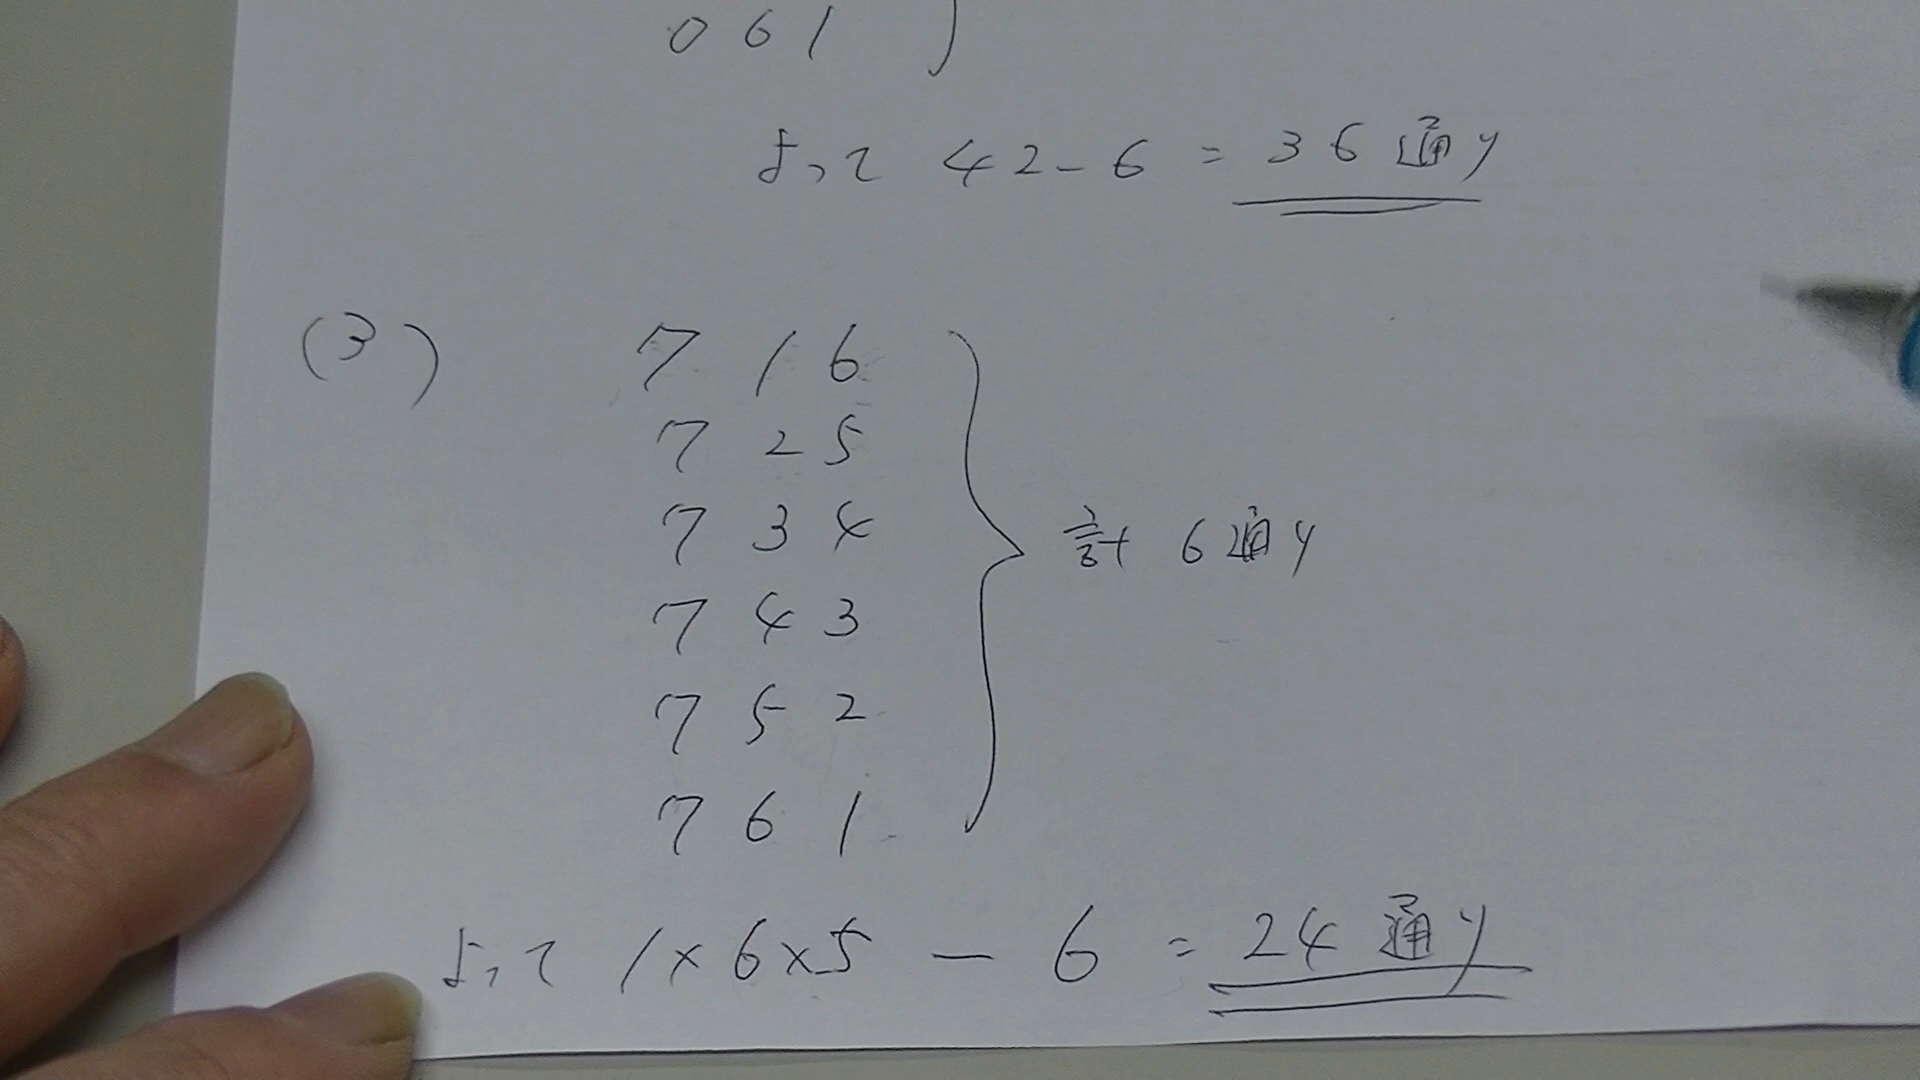 0 6 1 )
よって 42-6 = 36通り
(3) 7 1 6
7 2 5
7 3 4
計 6通り
7 4 3
7 5 2
7 6 1
よって 1×6×5 - 6 = 24通り